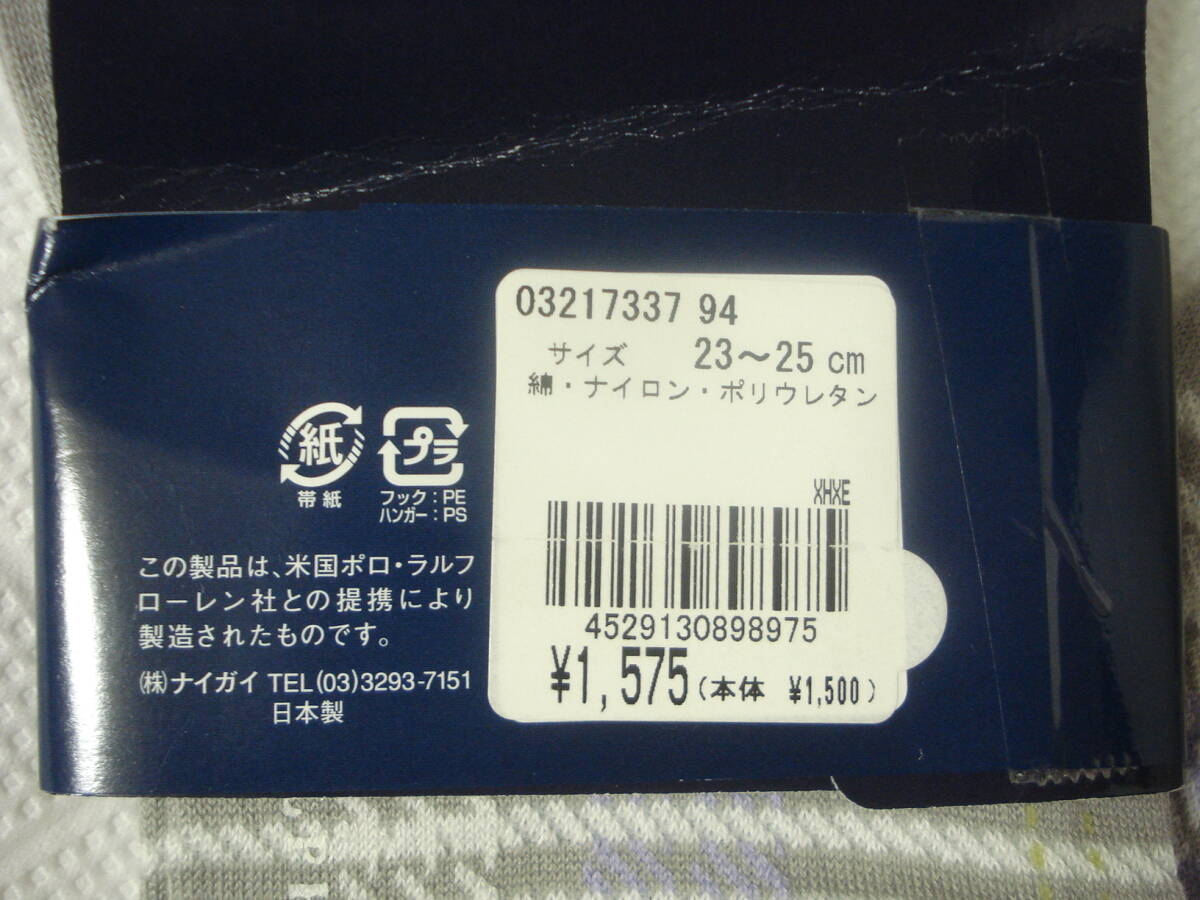 03217337 94
サイズ 23～25 cm
綿・ナイロン・ポリウレタン
XHXE
4529130898975
¥1,575(本体 ¥1,500)
紙 プラ
帯紙 フック:PE
ハンガー:PS
この製品は、米国ポロ・ラルフ
ローレン社との提携により
製造されたものです。
(株)ナイガイ TEL(03)3293-7151
日本製